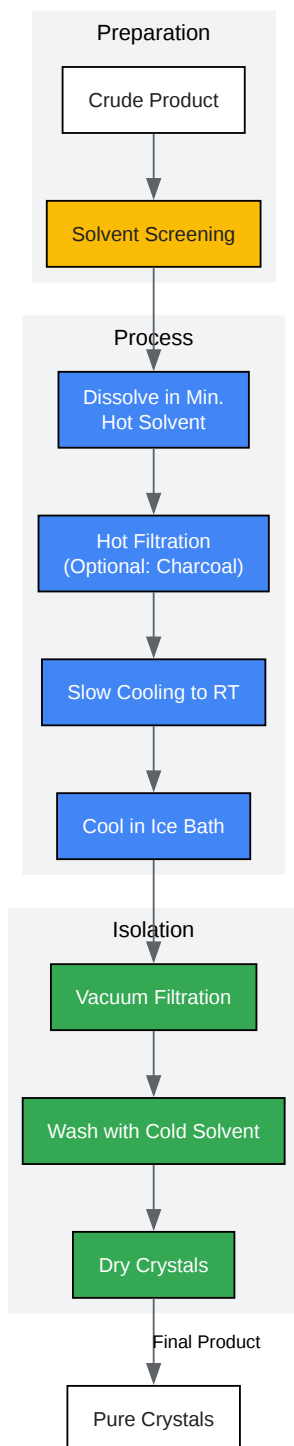 Preparation
Crude Product
Solvent Screening
Process
Dissolve in Min.
Hot Solvent
Hot Filtration
(Optional: Charcoal)
Slow Cooling to RT
Cool in Ice Bath
Isolation
Vacuum Filtration
Wash with Cold Solvent
Dry Crystals
Final Product
Pure Crystals